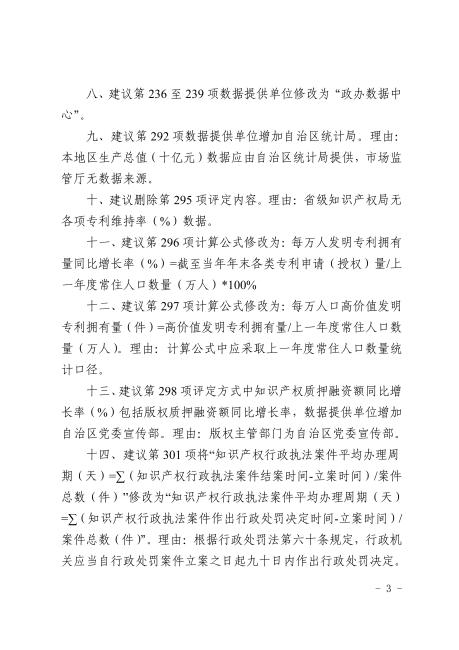 八、建议第 236 至 239 项数据提供单位修改为“政办数据中
心”。
九、建议第 292 项数据提供单位增加自治区统计局。理由：
本地区生产总值（十亿元）数据应由自治区统计局提供，市场监
管厅无数据来源。
十、建议删除第 295 项评定内容。理由：省级知识产权局无
各项专利维持率（%）数据。
十一、建议第 296 项计算公式修改为：每万人发明专利拥有
量同比增长率（%）=截至当年年末各类专利申请（授权）量/上
一年度常住人口数量（万人）*100%
十二、建议第 297 项计算公式修改为：每万人口高价值发明
专利拥有量（件）=高价值发明专利拥有量/上一年度常住人口数
量（万人）。理由：计算公式中应采取上一年度常住人口数量统
计口径。
十三、建议第 298 项评定方式中知识产权质押融资额同比增
长率（%）包括版权质押融资额同比增长率，数据提供单位增加
自治区党委宣传部。理由：版权主管部门为自治区党委宣传部。
十四、建议第 301 项将“知识产权行政执法案件平均办理周
期（天）=∑（知识产权行政执法案件结案时间-立案时间）/案件
总数（件）”修改为“知识产权行政执法案件平均办理周期（天）
=∑（知识产权行政执法案件作出行政处罚决定时间-立案时间）/
案件总数（件）”。理由：根据行政处罚法第六十条规定，行政机
关应当自行政处罚案件立案之日起九十日内作出行政处罚决定。
- 3 -